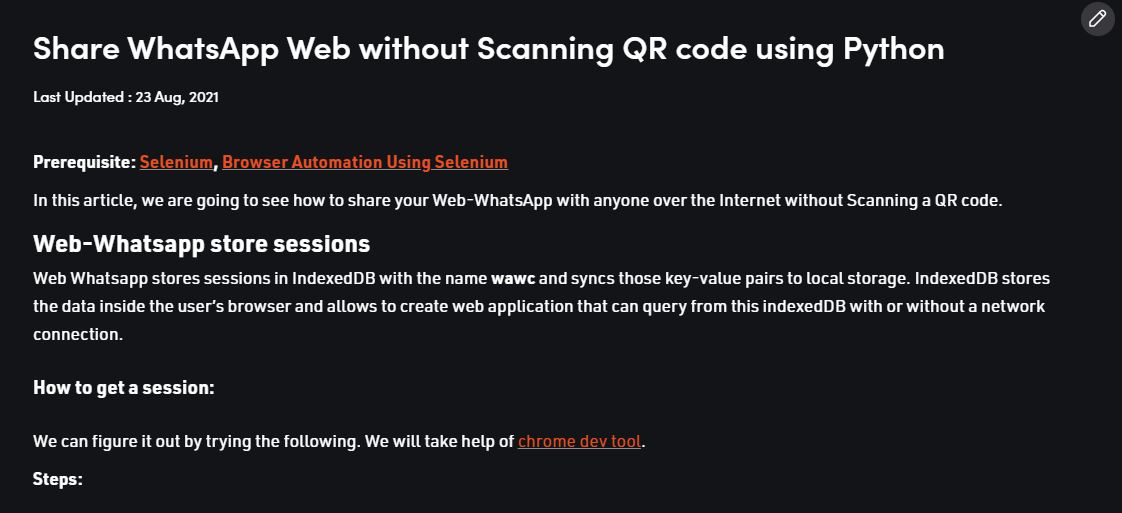 Share WhatsApp Web without Scanning QR code using Python
Last Updated : 23 Aug, 2021
Prerequisite: Selenium, Browser Automation Using Selenium
In this article, we are going to see how to share your Web-WhatsApp with anyone over the Internet without Scanning a QR code.
Web-Whatsapp store sessions
Web Whatsapp stores sessions in IndexedDB with the name wawc and syncs those key-value pairs to local storage. IndexedDB stores
the data inside the user’s browser and allows to create web application that can query from this indexedDB with or without a network
connection.
How to get a session:
We can figure it out by trying the following. We will take help of chrome dev tool.
Steps: